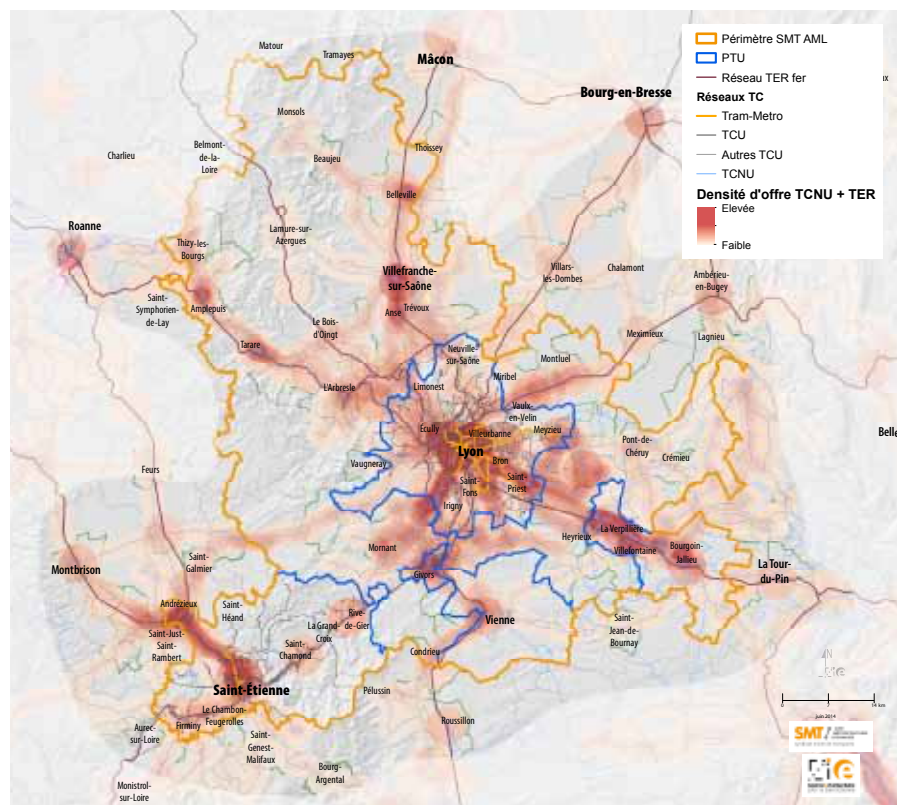 Périmètre SMT AML
PTU
Réseau TER fer
Réseaux TC
Tram-Metro
TCU
Autres TCU
TCNU
Densité d'offre TCNU + TER
Elevée
Faible
Matour
Tramayes
Mâcon
Bourg-en-Bresse
Monsols
Charlieu
Belmont-
de-la-
Loire
Beaujeu
Thoissey
Belleville
Roanne
Lamure-sur-
Azergues
Thizy-les-
Bourgs
Villefranche-
sur-Saône
Villars-
les-Dombes
Chalamont
Ambérieu-
en-Bugey
Saint-
Symphorien-
de-Lay
Amplepuis
Anse
Trévoux
Le Bois-
d'Oingt
Lagnieu
Meximieux
Tarare
Neuville-
sur-Saône
Montluel
L'Arbresle
Limonest
Miribel
Vaulx-
en-Velin
Ecully
Villeurbanne
Meyzieu
Pont-de-
Chéruy
Crémieu
Belle
Lyon
Bron
Vaugneray
Feurs
Saint-
Fons
Saint-
Priest
Irigny
La Verpillière
Heyrieux
Villefontaine
Bourgoin-
Jallieu
Mornant
Saint-
Galmier
Montbrison
Givors
La Tour-
du-Pin
Andrézieux
Saint-
Héand
Rive-
de-Gier
La Grand-
Croix
Vienne
Saint-
Jean-de-
Bournay
Saint-Just-
Saint-
Rambert
Saint-
Chamond
Condrieu
Saint-Étienne
Pélussin
Le Chambon-
Feugerolles
Firminy
Aurec-
sur-Loire
Roussillon
Saint-
Genest-
Malifaux
Bourg-
Argental
Monistrol-
sur-Loire
N
0 7 14 km
juin 2014
SMT